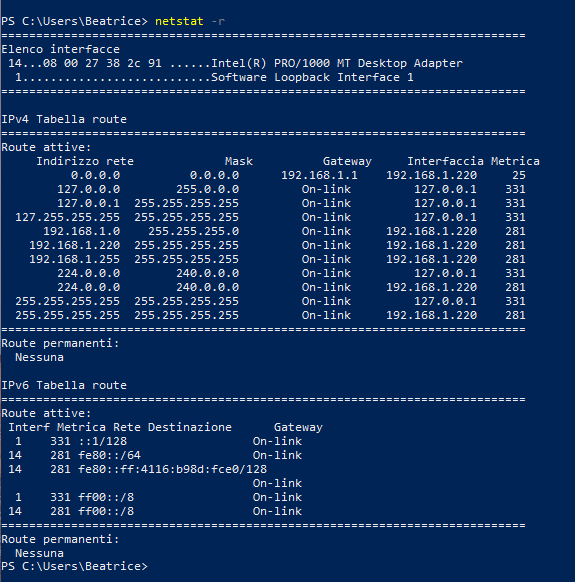 PS C:\Users\Beatrice> netstat -r
===========================================================================
Elenco interfacce
 14...08 00 27 38 2c 91 ......Intel(R) PRO/1000 MT Desktop Adapter
  1...........................Software Loopback Interface 1
===========================================================================

IPv4 Tabella route
===========================================================================
Route attive:
     Indirizzo rete             Mask          Gateway     Interfaccia Metrica
          0.0.0.0          0.0.0.0      192.168.1.1    192.168.1.220     25
        127.0.0.0        255.0.0.0         On-link         127.0.0.1    331
        127.0.0.1  255.255.255.255         On-link         127.0.0.1    331
  127.255.255.255  255.255.255.255         On-link         127.0.0.1    331
      192.168.1.0    255.255.255.0         On-link     192.168.1.220    281
    192.168.1.220  255.255.255.255         On-link     192.168.1.220    281
    192.168.1.255  255.255.255.255         On-link     192.168.1.220    281
        224.0.0.0        240.0.0.0         On-link         127.0.0.1    331
        224.0.0.0        240.0.0.0         On-link     192.168.1.220    281
  255.255.255.255  255.255.255.255         On-link         127.0.0.1    331
  255.255.255.255  255.255.255.255         On-link     192.168.1.220    281
===========================================================================
Route permanenti:
  Nessuna

IPv6 Tabella route
===========================================================================
Route attive:
 Interf Metrica Rete Destinazione      Gateway
  1    331 ::1/128                  On-link
 14    281 fe80::/64                On-link
 14    281 fe80::ff:4116:b98d:fce0/128
                                    On-link
  1    331 ff00::/8                 On-link
 14    281 ff00::/8                 On-link
===========================================================================
Route permanenti:
  Nessuna
PS C:\Users\Beatrice>